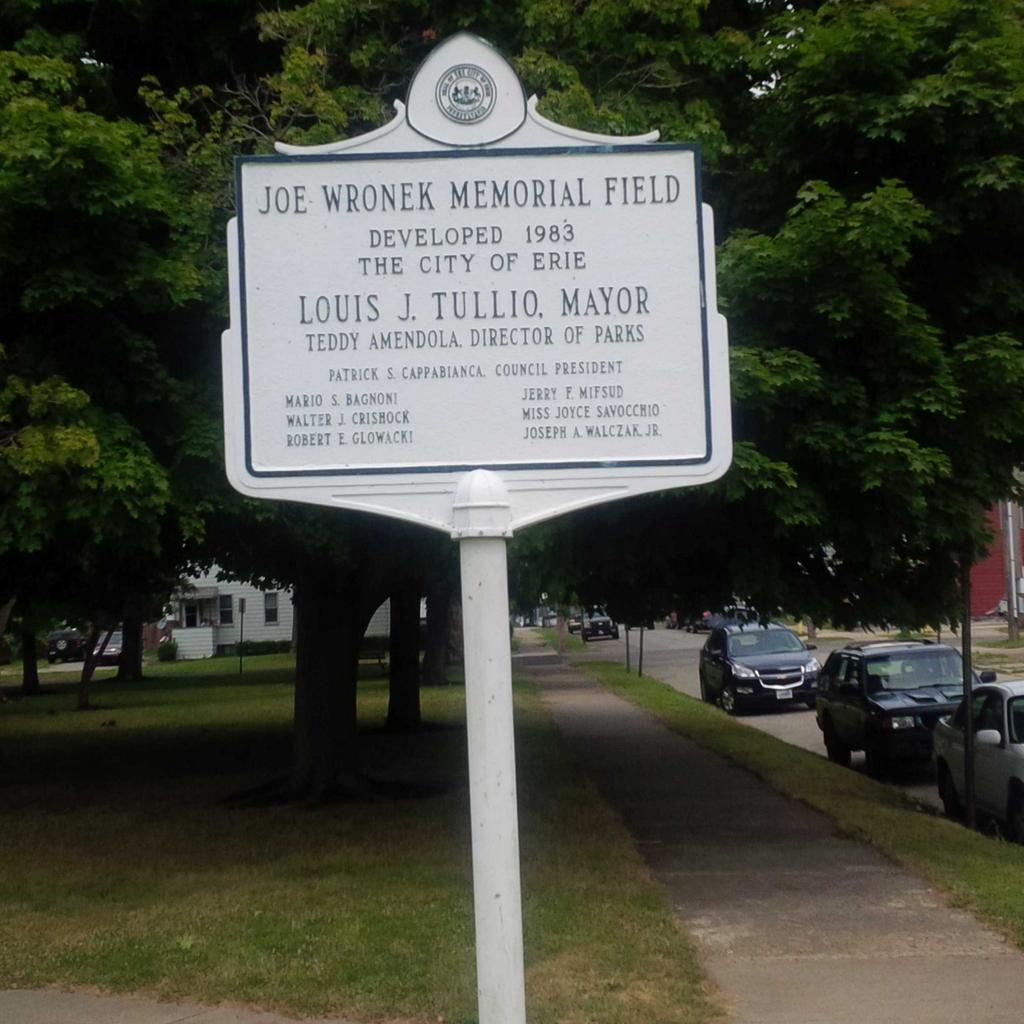 JOE WRONEK MEMORIAL FIELD
DEVELOPED 1983
THE CITY OF ERIE
LOUIS J. TULLIO, MAYOR
TEDDY AMENDOLA, DIRECTOR OF PARKS
PATRICK S. CAPPABIANCA, COUNCIL PRESIDENT
MARIO S. BAGNONI
WALTER J. CRISHOCK
ROBERT E. GLOWACKI
JERRY F. MIFSUD
MISS JOYCE SAVOCCHIO
JOSEPH A. WALCZAK, JR.